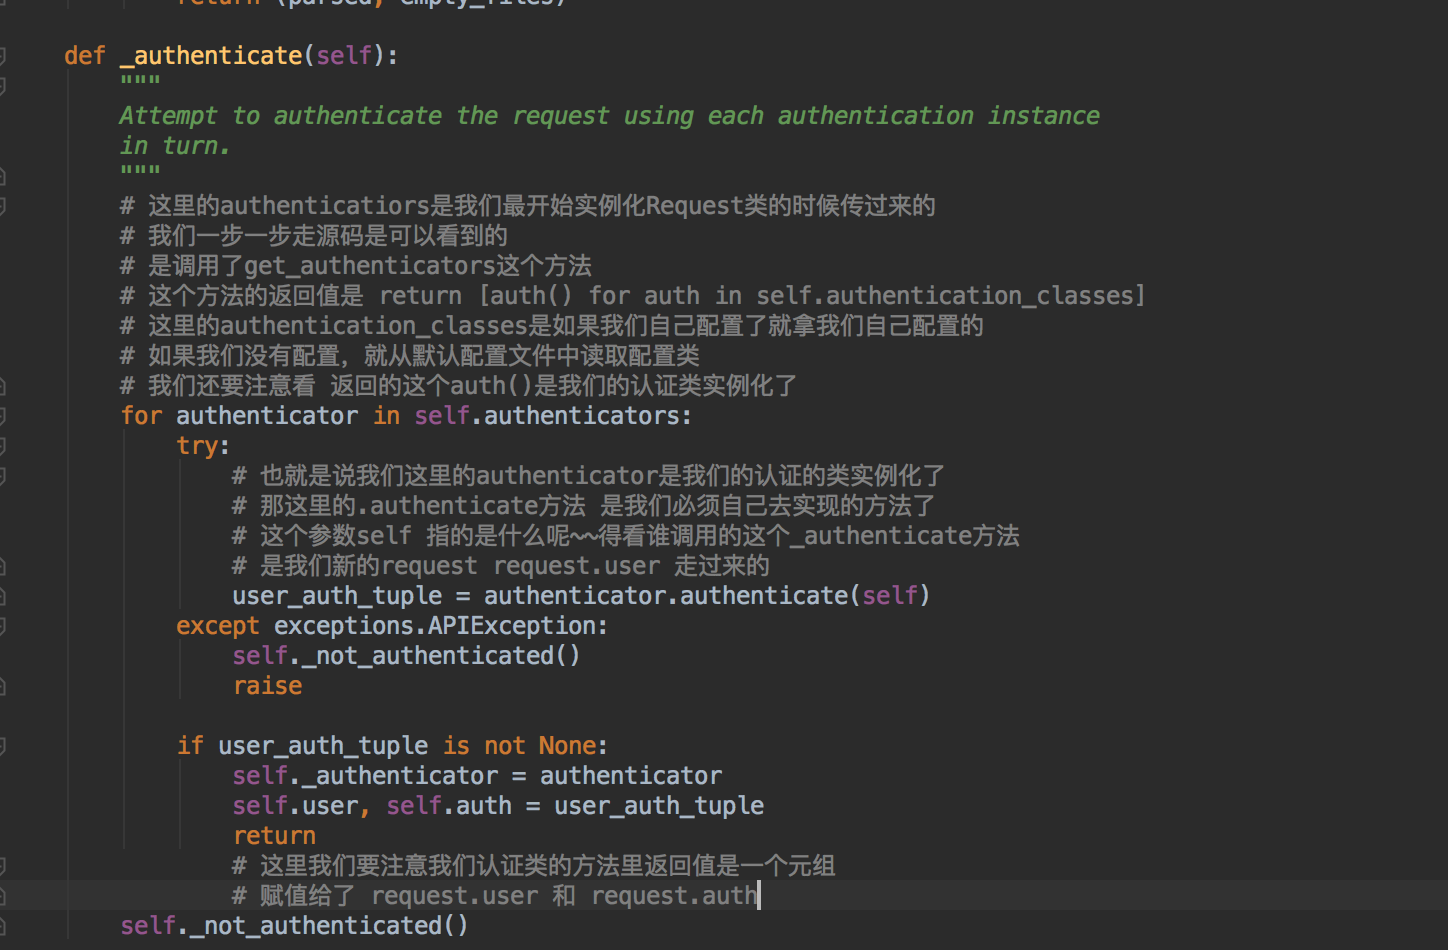 return (parsed, empty_files)
def _authenticate(self):
"""
Attempt to authenticate the request using each authentication instance
in turn.
"""
# 这里的authenticatiors是我们最开始实例化Request类的时候传过来的
# 我们一步一步走源码是可以看到的
# 是调用了get_authenticators这个方法
# 这个方法的返回值是 return [auth() for auth in self.authentication_classes]
# 这里的authentication_classes是如果我们自己配置了就拿我们自己配置的
# 如果我们没有配置，就从默认配置文件中读取配置类
# 我们还要注意看 返回的这个auth()是我们的认证类实例化了
for authenticator in self.authenticators:
try:
# 也就是说我们这里的authenticator是我们的认证的类实例化了
# 那这里的.authenticate方法 是我们必须自己去实现的方法了
# 这个参数self 指的是什么呢~~得看谁调用的这个_authenticate方法
# 是我们新的request request.user 走过来的
user_auth_tuple = authenticator.authenticate(self)
except exceptions.APIException:
self._not_authenticated()
raise
if user_auth_tuple is not None:
self._authenticator = authenticator
self.user, self.auth = user_auth_tuple
return
# 这里我们要注意我们认证类的方法里返回值是一个元组
# 赋值给了 request.user 和 request.auth
self._not_authenticated()